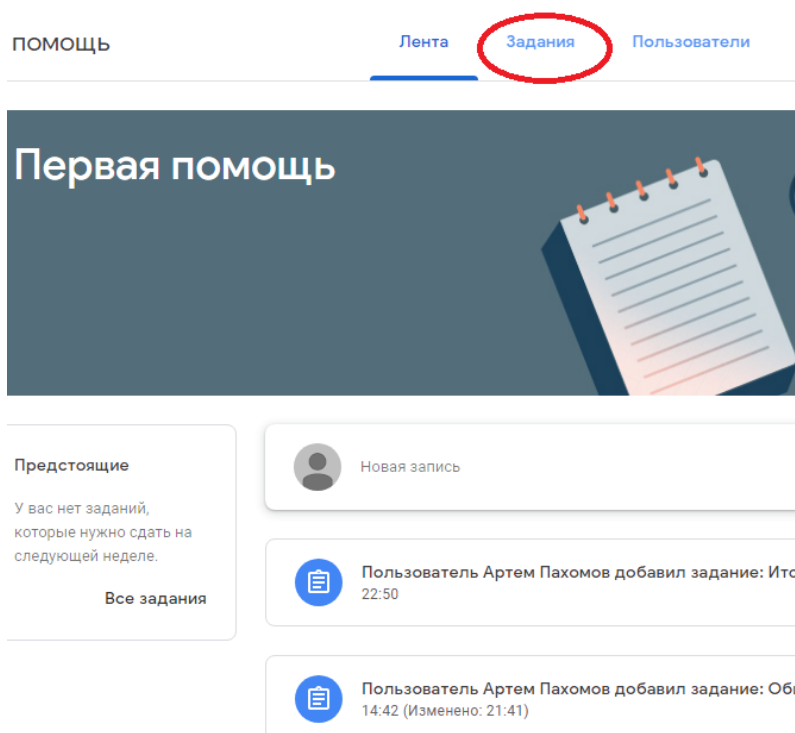 помощь
Лента
Задания
Пользователи
Первая помощь
Предстоящие
У вас нет заданий,
которые нужно сдать на
следующей неделе.
Все задания
Новая запись
Пользователь Артем Пахомов добавил задание:
22:50
Пользователь Артем Пахомов добавил задание:
14:42 (Изменено: 21:41)